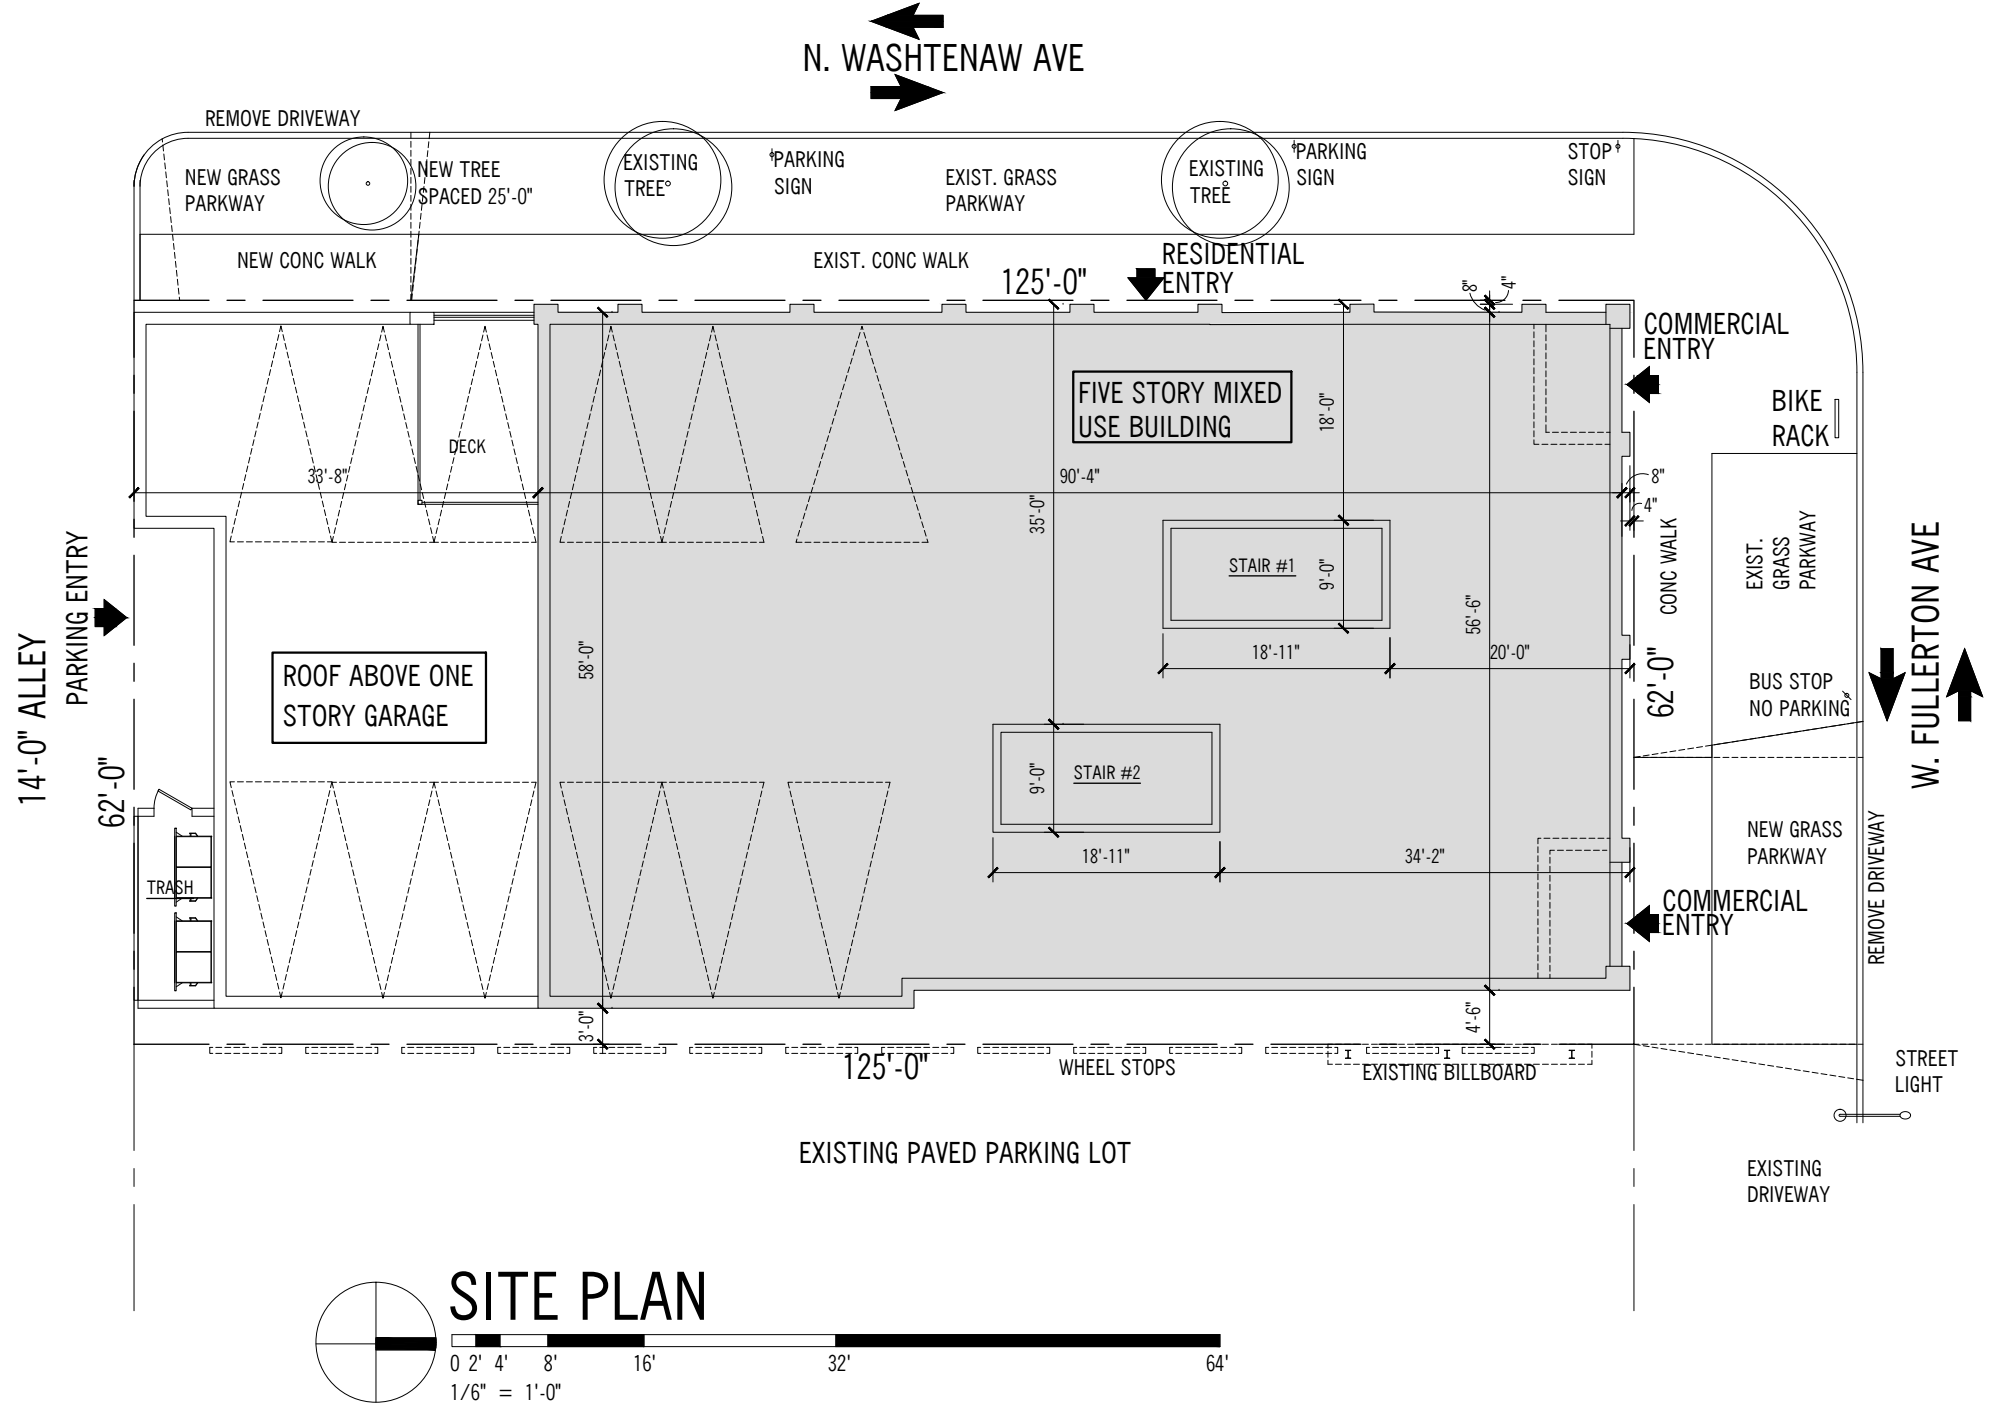 N. WASHTENAW AVE
REMOVE DRIVEWAY
NEW GRASS
PARKWAY
NEW TREE
SPACED 25'-0"
EXISTING
TREE
PARKING
SIGN
EXIST. GRASS
PARKWAY
EXISTING
TREE
PARKING
SIGN
STOP
SIGN
NEW CONC WALK
EXIST. CONC WALK
125'-0"
RESIDENTIAL
ENTRY
8"
4"
COMMERCIAL
ENTRY
FIVE STORY MIXED
USE BUILDING
18'-0"
BIKE
RACK
DECK
33'-8"
90'-4"
8"
4"
35'-0"
STAIR #1
9'-0"
56'-6"
CONC WALK
EXIST.
GRASS
PARKWAY
W. FULLERTON AVE
14'-0" ALLEY
PARKING ENTRY
ROOF ABOVE ONE
STORY GARAGE
58'-0"
18'-11"
20'-0"
62'-0"
BUS STOP
NO PARKING
62'-0"
STAIR #2
9'-0"
18'-11"
34'-2"
NEW GRASS
PARKWAY
REMOVE DRIVEWAY
TRASH
COMMERCIAL
ENTRY
3'-0"
4'-6"
125'-0"
WHEEL STOPS
EXISTING BILLBOARD
STREET
LIGHT
EXISTING PAVED PARKING LOT
EXISTING
DRIVEWAY
SITE PLAN
0 2' 4' 8' 16' 32' 64'
1/6" = 1'-0"